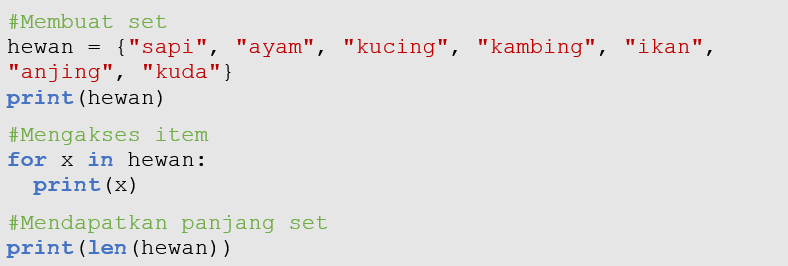 #Membuat set
hewan = {"sapi", "ayam", "kucing", "kambing", "ikan",
"anjing", "kuda"}
print(hewan)
#Mengakses item
for x in hewan:
  print(x)
#Mendapatkan panjang set
print(len(hewan))